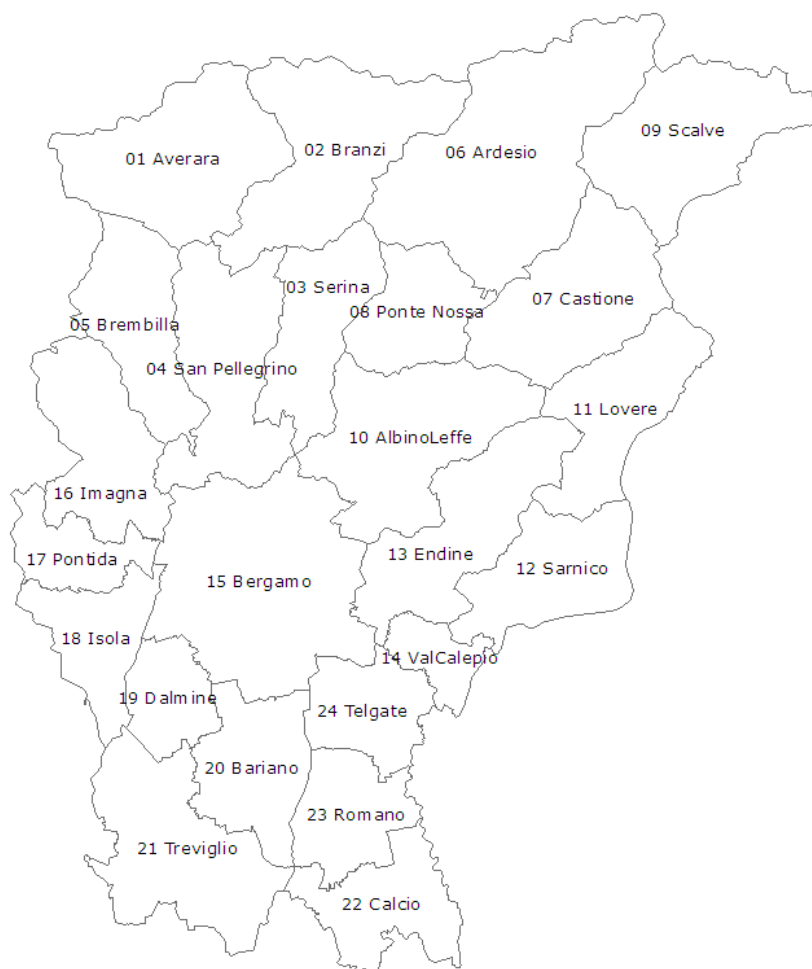 09 Scalve
02 Branzi
06 Ardesio
01 Averara
03 Serina
07 Castione
08 Ponte Nossa
05 Brembilla
04 San Pellegrino
11 Lovere
10 AlbinoLeffe
16 Imagna
13 Endine
17 Pontida
12 Sarnico
15 Bergamo
18 Isola
14 ValCalepio
19 Dalmine
24 Telgate
20 Bariano
23 Romano
21 Treviglio
22 Calcio